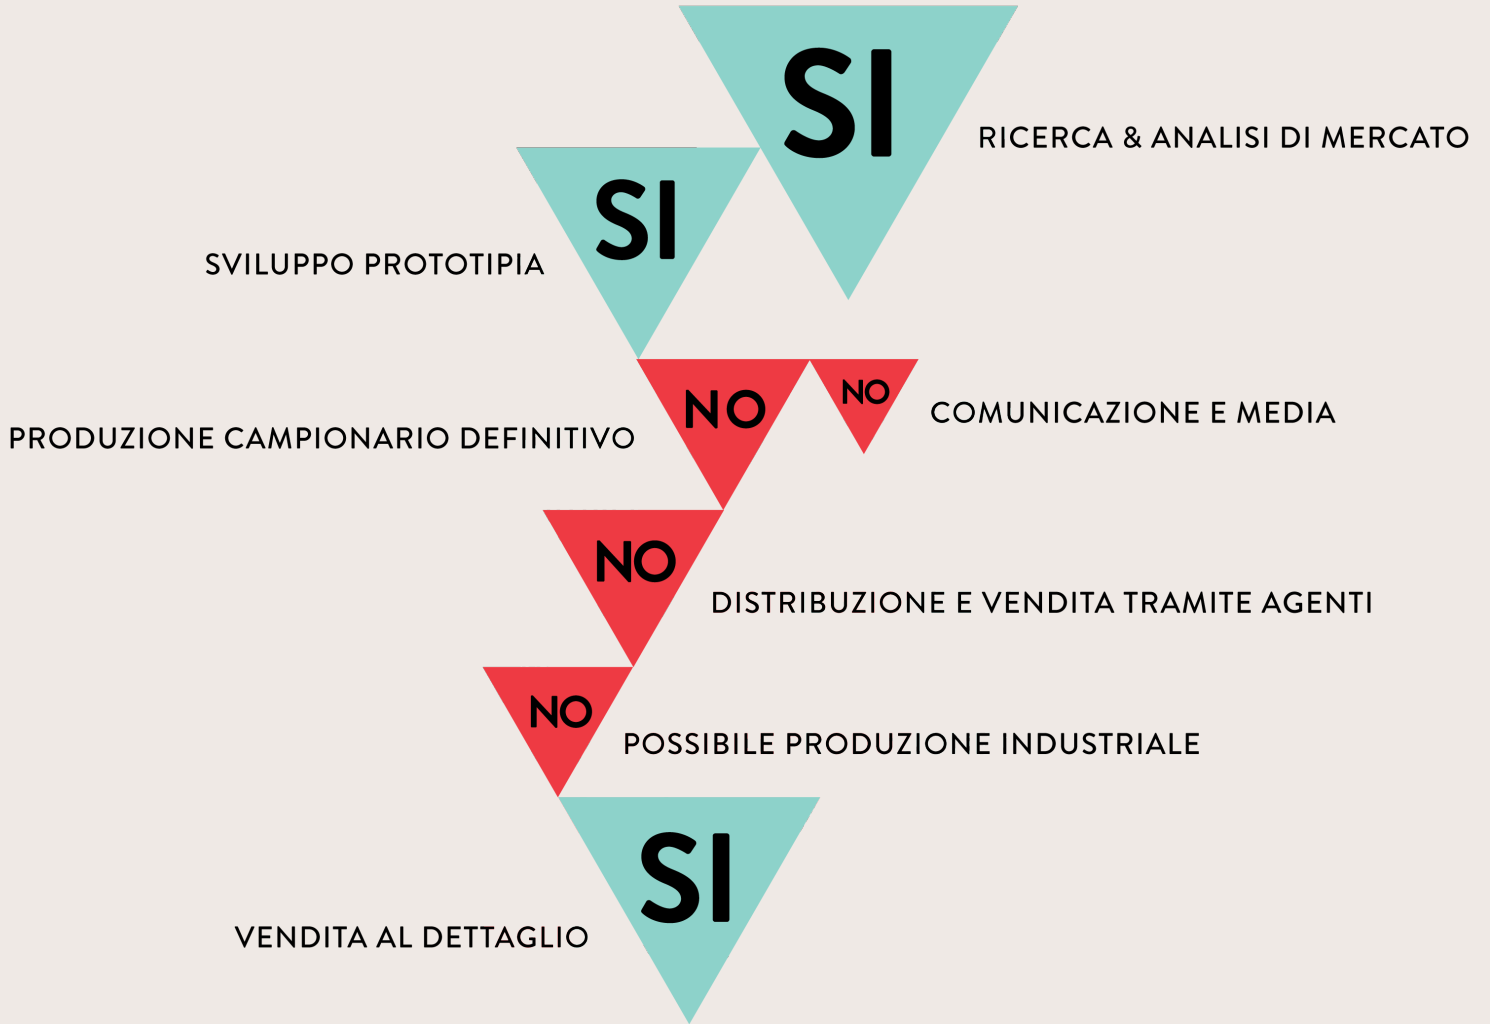 SI
RICERCA & ANALISI DI MERCATO
SI
SVILUPPO PROTOTIPIA
NO
PRODUZIONE CAMPIONARIO DEFINITIVO
NO
COMUNICAZIONE E MEDIA
NO
DISTRIBUZIONE E VENDITA TRAMITE AGENTI
NO
POSSIBILE PRODUZIONE INDUSTRIALE
SI
VENDITA AL DETTAGLIO